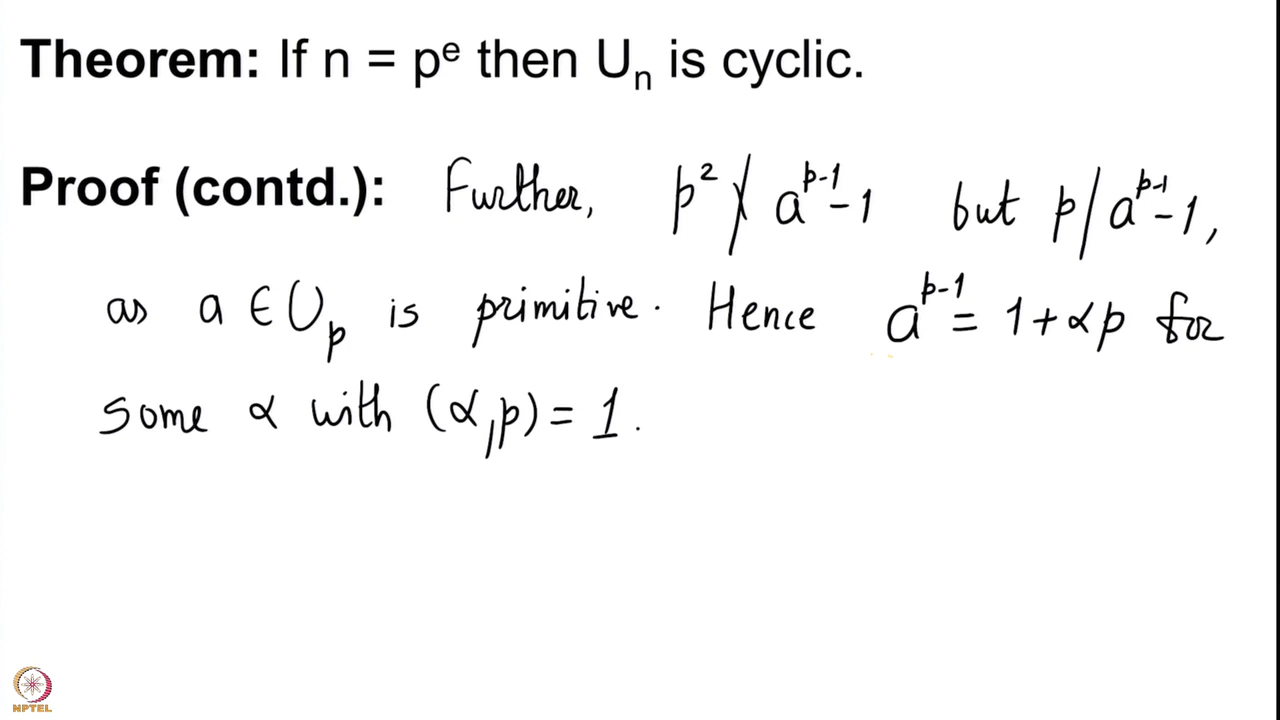 Theorem: If n = pᵉ then Uₙ is cyclic.
Proof (contd.): Further, p² ∤ a^{p-1} - 1 but p | a^{p-1} - 1,
as a ∈ U_p is primitive. Hence a^{p-1} = 1 + αp for
some α with (α, p) = 1.
NPTEL